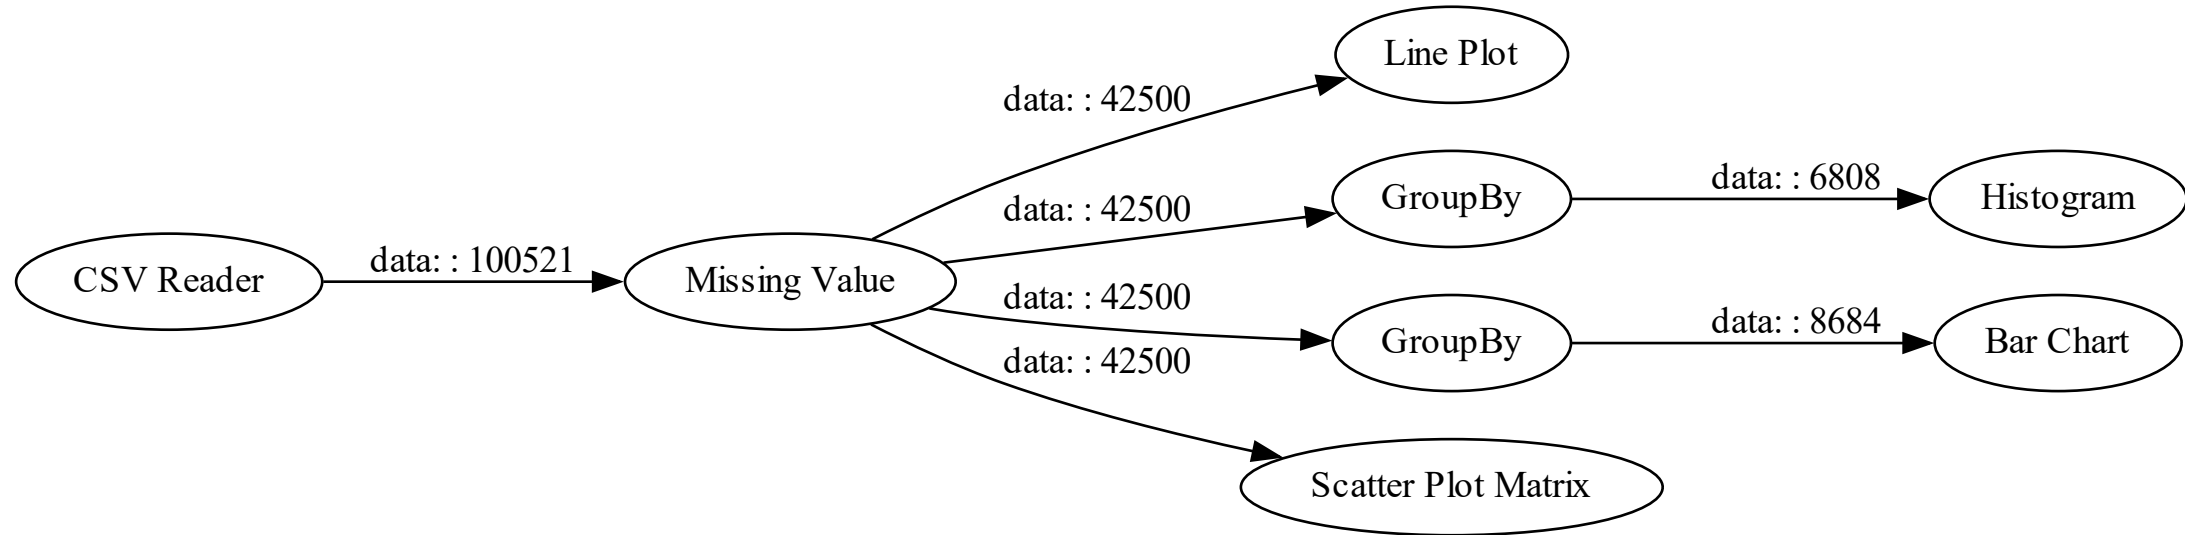 Line Plot
data: : 42500
GroupBy
data: : 6808
Histogram
data: : 42500
CSV Reader
data: : 100521
Missing Value
data: : 42500
GroupBy
data: : 8684
Bar Chart
data: : 42500
Scatter Plot Matrix